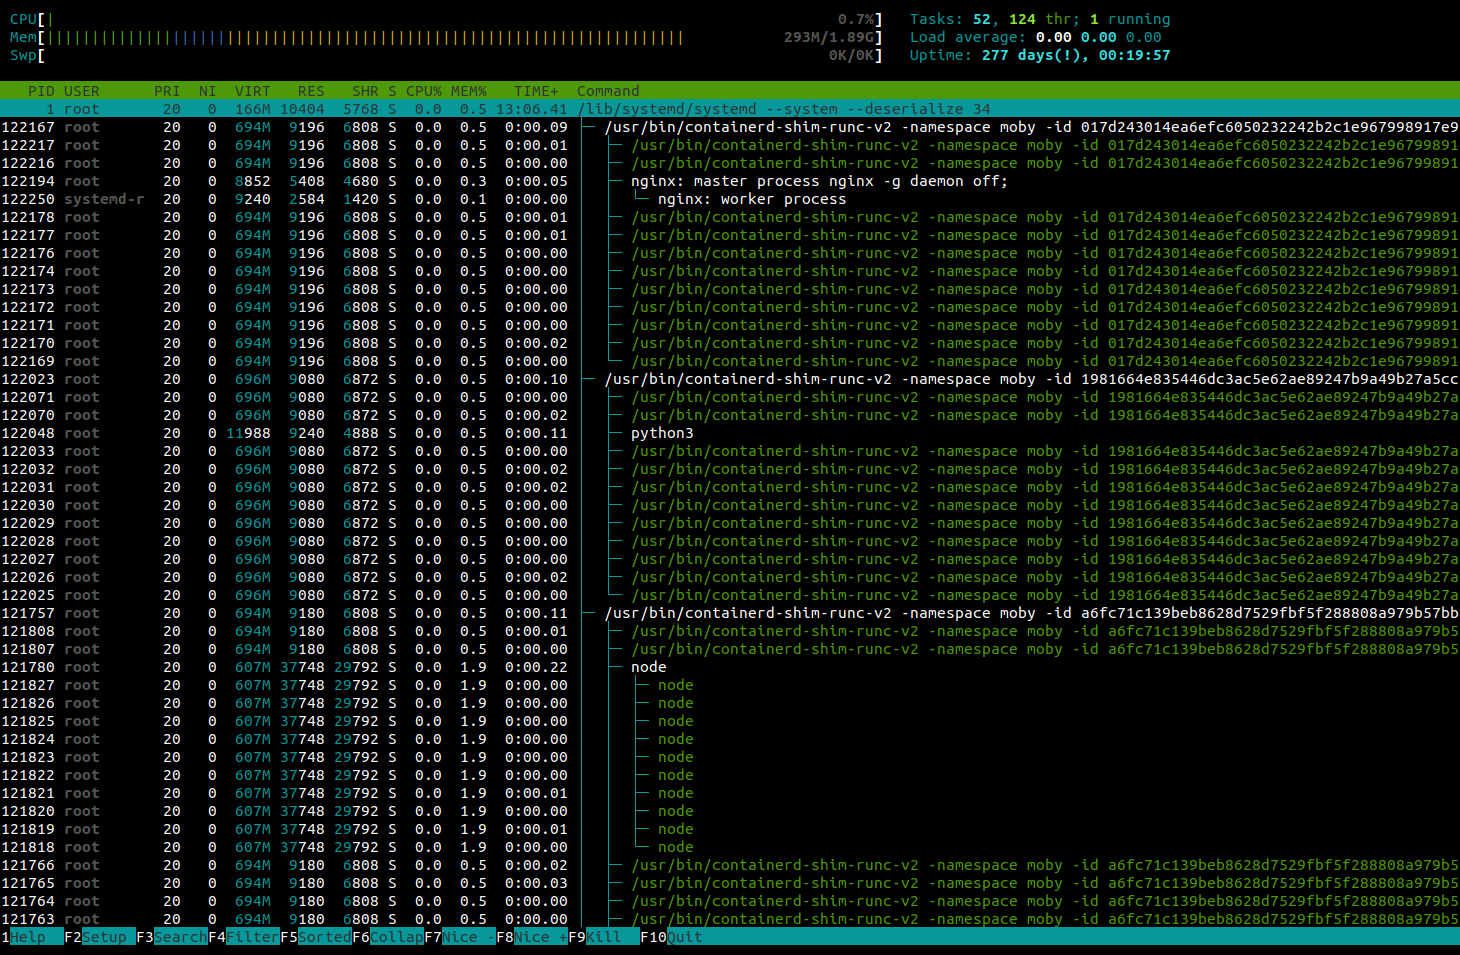 CPU[| 0.7%] Tasks: 52, 124 thr; 1 running
Mem[||||||||||||||||||||||||||||||||||||||||||||||||||||||||||||||||||||||| 293M/1.89G] Load average: 0.00 0.00 0.00
Swp[ 0K/0K] Uptime: 277 days(!), 00:19:57
PID USER PRI NI VIRT RES SHR S CPU% MEM% TIME+ Command
1 root 20 0 166M 10404 5768 S 0.0 0.5 13:06.41 /lib/systemd/systemd --system --deserialize 34
122167 root 20 0 694M 9196 6808 S 0.0 0.5 0:00.09 ├─ /usr/bin/containerd-shim-runc-v2 -namespace moby -id 017d243014ea6efc6050232242b2c1e967998917e9
122217 root 20 0 694M 9196 6808 S 0.0 0.5 0:00.01 │ ├─ /usr/bin/containerd-shim-runc-v2 -namespace moby -id 017d243014ea6efc6050232242b2c1e96799891
122216 root 20 0 694M 9196 6808 S 0.0 0.5 0:00.00 │ ├─ /usr/bin/containerd-shim-runc-v2 -namespace moby -id 017d243014ea6efc6050232242b2c1e96799891
122194 root 20 0 8852 5408 4680 S 0.0 0.3 0:00.05 │ ├─ nginx: master process nginx -g daemon off;
122250 systemd-r 20 0 9240 2584 1420 S 0.0 0.1 0:00.00 │ │ └─ nginx: worker process
122178 root 20 0 694M 9196 6808 S 0.0 0.5 0:00.01 │ ├─ /usr/bin/containerd-shim-runc-v2 -namespace moby -id 017d243014ea6efc6050232242b2c1e96799891
122177 root 20 0 694M 9196 6808 S 0.0 0.5 0:00.01 │ ├─ /usr/bin/containerd-shim-runc-v2 -namespace moby -id 017d243014ea6efc6050232242b2c1e96799891
122176 root 20 0 694M 9196 6808 S 0.0 0.5 0:00.00 │ ├─ /usr/bin/containerd-shim-runc-v2 -namespace moby -id 017d243014ea6efc6050232242b2c1e96799891
122174 root 20 0 694M 9196 6808 S 0.0 0.5 0:00.00 │ ├─ /usr/bin/containerd-shim-runc-v2 -namespace moby -id 017d243014ea6efc6050232242b2c1e96799891
122173 root 20 0 694M 9196 6808 S 0.0 0.5 0:00.00 │ ├─ /usr/bin/containerd-shim-runc-v2 -namespace moby -id 017d243014ea6efc6050232242b2c1e96799891
122172 root 20 0 694M 9196 6808 S 0.0 0.5 0:00.00 │ ├─ /usr/bin/containerd-shim-runc-v2 -namespace moby -id 017d243014ea6efc6050232242b2c1e96799891
122171 root 20 0 694M 9196 6808 S 0.0 0.5 0:00.00 │ ├─ /usr/bin/containerd-shim-runc-v2 -namespace moby -id 017d243014ea6efc6050232242b2c1e96799891
122170 root 20 0 694M 9196 6808 S 0.0 0.5 0:00.02 │ ├─ /usr/bin/containerd-shim-runc-v2 -namespace moby -id 017d243014ea6efc6050232242b2c1e96799891
122169 root 20 0 694M 9196 6808 S 0.0 0.5 0:00.00 │ └─ /usr/bin/containerd-shim-runc-v2 -namespace moby -id 017d243014ea6efc6050232242b2c1e96799891
122023 root 20 0 696M 9080 6872 S 0.0 0.5 0:00.10 ├─ /usr/bin/containerd-shim-runc-v2 -namespace moby -id 1981664e835446dc3ac5e62ae89247b9a49b27a5cc
122071 root 20 0 696M 9080 6872 S 0.0 0.5 0:00.00 │ ├─ /usr/bin/containerd-shim-runc-v2 -namespace moby -id 1981664e835446dc3ac5e62ae89247b9a49b27a
122070 root 20 0 696M 9080 6872 S 0.0 0.5 0:00.02 │ ├─ /usr/bin/containerd-shim-runc-v2 -namespace moby -id 1981664e835446dc3ac5e62ae89247b9a49b27a
122048 root 20 0 11988 9240 4888 S 0.0 0.5 0:00.11 │ ├─ python3
122033 root 20 0 696M 9080 6872 S 0.0 0.5 0:00.00 │ ├─ /usr/bin/containerd-shim-runc-v2 -namespace moby -id 1981664e835446dc3ac5e62ae89247b9a49b27a
122032 root 20 0 696M 9080 6872 S 0.0 0.5 0:00.02 │ ├─ /usr/bin/containerd-shim-runc-v2 -namespace moby -id 1981664e835446dc3ac5e62ae89247b9a49b27a
122031 root 20 0 696M 9080 6872 S 0.0 0.5 0:00.02 │ ├─ /usr/bin/containerd-shim-runc-v2 -namespace moby -id 1981664e835446dc3ac5e62ae89247b9a49b27a
122030 root 20 0 696M 9080 6872 S 0.0 0.5 0:00.00 │ ├─ /usr/bin/containerd-shim-runc-v2 -namespace moby -id 1981664e835446dc3ac5e62ae89247b9a49b27a
122029 root 20 0 696M 9080 6872 S 0.0 0.5 0:00.00 │ ├─ /usr/bin/containerd-shim-runc-v2 -namespace moby -id 1981664e835446dc3ac5e62ae89247b9a49b27a
122028 root 20 0 696M 9080 6872 S 0.0 0.5 0:00.00 │ ├─ /usr/bin/containerd-shim-runc-v2 -namespace moby -id 1981664e835446dc3ac5e62ae89247b9a49b27a
122027 root 20 0 696M 9080 6872 S 0.0 0.5 0:00.00 │ ├─ /usr/bin/containerd-shim-runc-v2 -namespace moby -id 1981664e835446dc3ac5e62ae89247b9a49b27a
122026 root 20 0 696M 9080 6872 S 0.0 0.5 0:00.02 │ ├─ /usr/bin/containerd-shim-runc-v2 -namespace moby -id 1981664e835446dc3ac5e62ae89247b9a49b27a
122025 root 20 0 696M 9080 6872 S 0.0 0.5 0:00.00 │ └─ /usr/bin/containerd-shim-runc-v2 -namespace moby -id 1981664e835446dc3ac5e62ae89247b9a49b27a
121757 root 20 0 694M 9180 6808 S 0.0 0.5 0:00.11 ├─ /usr/bin/containerd-shim-runc-v2 -namespace moby -id a6fc71c139beb8628d7529fbf5f288808a979b57bb
121808 root 20 0 694M 9180 6808 S 0.0 0.5 0:00.01 │ ├─ /usr/bin/containerd-shim-runc-v2 -namespace moby -id a6fc71c139beb8628d7529fbf5f288808a979b5
121807 root 20 0 694M 9180 6808 S 0.0 0.5 0:00.00 │ ├─ /usr/bin/containerd-shim-runc-v2 -namespace moby -id a6fc71c139beb8628d7529fbf5f288808a979b5
121780 root 20 0 607M 37748 29792 S 0.0 1.9 0:00.22 │ ├─ node
121827 root 20 0 607M 37748 29792 S 0.0 1.9 0:00.00 │ │ ├─ node
121826 root 20 0 607M 37748 29792 S 0.0 1.9 0:00.00 │ │ ├─ node
121825 root 20 0 607M 37748 29792 S 0.0 1.9 0:00.00 │ │ ├─ node
121824 root 20 0 607M 37748 29792 S 0.0 1.9 0:00.00 │ │ ├─ node
121823 root 20 0 607M 37748 29792 S 0.0 1.9 0:00.00 │ │ ├─ node
121822 root 20 0 607M 37748 29792 S 0.0 1.9 0:00.00 │ │ ├─ node
121821 root 20 0 607M 37748 29792 S 0.0 1.9 0:00.01 │ │ ├─ node
121820 root 20 0 607M 37748 29792 S 0.0 1.9 0:00.00 │ │ ├─ node
121819 root 20 0 607M 37748 29792 S 0.0 1.9 0:00.01 │ │ ├─ node
121818 root 20 0 607M 37748 29792 S 0.0 1.9 0:00.00 │ │ └─ node
121766 root 20 0 694M 9180 6808 S 0.0 0.5 0:00.02 │ ├─ /usr/bin/containerd-shim-runc-v2 -namespace moby -id a6fc71c139beb8628d7529fbf5f288808a979b5
121765 root 20 0 694M 9180 6808 S 0.0 0.5 0:00.03 │ ├─ /usr/bin/containerd-shim-runc-v2 -namespace moby -id a6fc71c139beb8628d7529fbf5f288808a979b5
121764 root 20 0 694M 9180 6808 S 0.0 0.5 0:00.00 │ ├─ /usr/bin/containerd-shim-runc-v2 -namespace moby -id a6fc71c139beb8628d7529fbf5f288808a979b5
121763 root 20 0 694M 9180 6808 S 0.0 0.5 0:00.00 │ ├─ /usr/bin/containerd-shim-runc-v2 -namespace moby -id a6fc71c139beb8628d7529fbf5f288808a979b5
1Help F2Setup F3SearchF4FilterF5SortedF6CollapF7Nice -F8Nice +F9Kill F10Quit